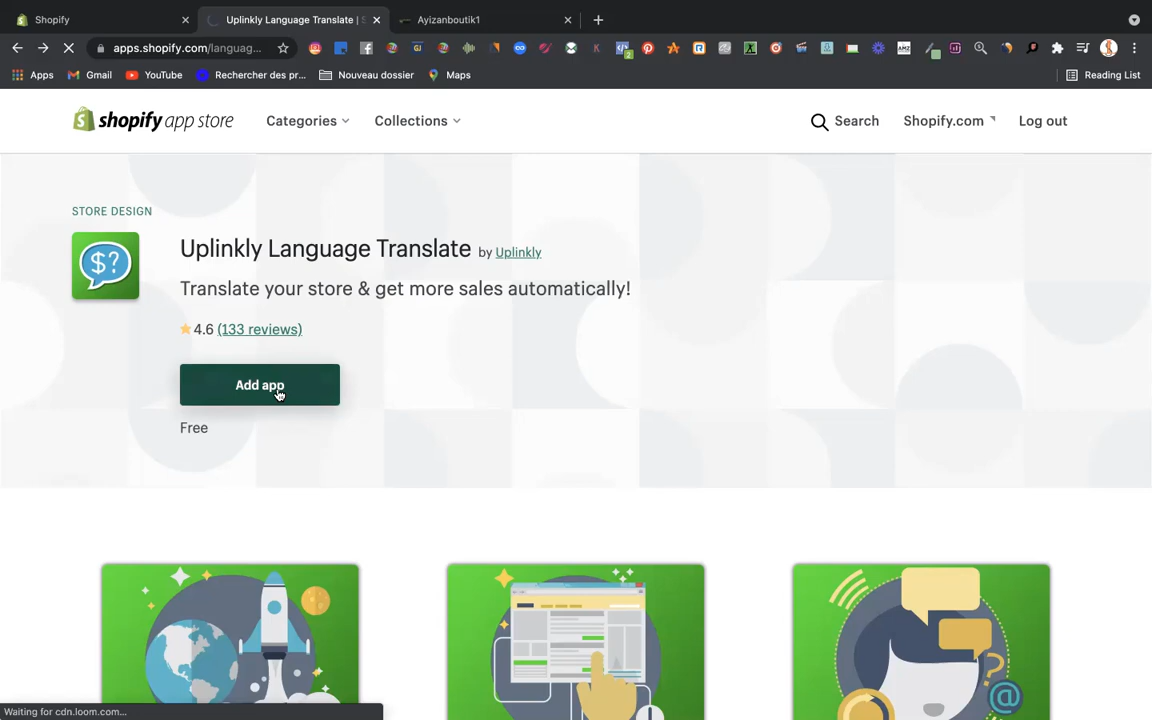 Shopify
Uplinkly Language Translate | S
Ayizanboutik1
apps.shopify.com/languag...
Apps
Gmail
YouTube
Rechercher des pr...
Nouveau dossier
Maps
Reading List
shopify app store
Categories
Collections
Search
Shopify.com
Log out
STORE DESIGN
$?
Uplinkly Language Translate by Uplinkly
Translate your store & get more sales automatically!
4.6 (133 reviews)
Add app
Free
Waiting for cdn.loom.com...